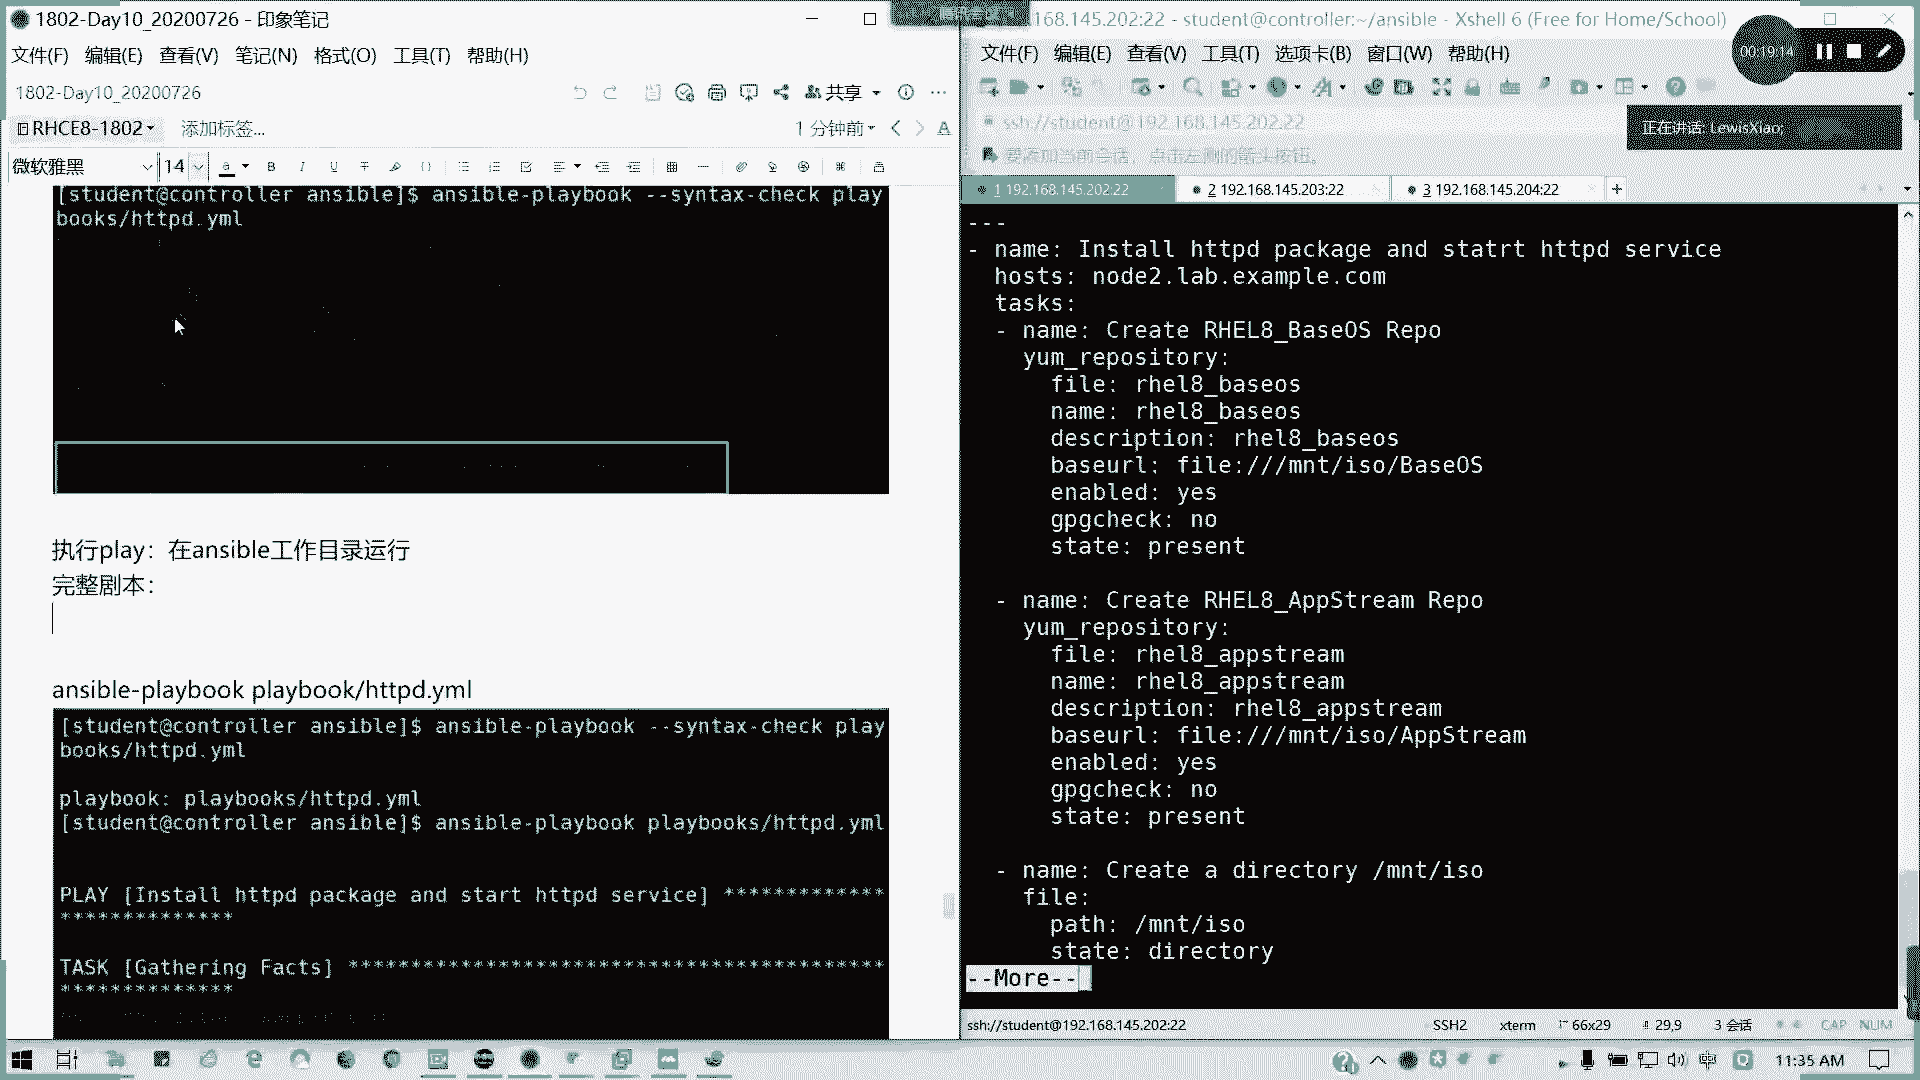 1802-Day10_20200726 - 印象笔记
文件(F) 编辑(E) 查看(V) 笔记(N) 格式(O) 工具(T) 帮助(H)
1802-Day10_20200726
共享
RHCE8-1802
添加标签...
1 分钟前
微软雅黑
14
[student@controller ansible]$ ansible-playbook --syntax-check play
books/httpd.yml
执行play：在ansible工作目录运行
完整剧本：
ansible-playbook playbook/httpd.yml
[student@controller ansible]$ ansible-playbook --syntax-check play
books/httpd.yml
playbook: playbooks/httpd.yml
[student@controller ansible]$ ansible-playbook playbooks/httpd.yml
PLAY [Install httpd package and start httpd service] *************
**************
TASK [Gathering Facts] *******************************************
**************
168.145.202:22 - student@controller:~/ansible - Xshell 6 (Free for Home/School)
文件(F) 编辑(E) 查看(V) 工具(T) 选项卡(B) 窗口(W) 帮助(H)
00:19:14
ssh://student@192.168.145.202:22
正在讲话: LewisXiao;
要添加当前会话，点击左侧的箭头按钮。
1 192.168.145.202:22
2 192.168.145.203:22
3 192.168.145.204:22
---
- name: Install httpd package and statrt httpd service
hosts: node2.lab.example.com
tasks:
- name: Create RHEL8_BaseOS Repo
yum_repository:
file: rhel8_baseos
name: rhel8_baseos
description: rhel8_baseos
baseurl: file:///mnt/iso/BaseOS
enabled: yes
gpgcheck: no
state: present
- name: Create RHEL8_AppStream Repo
yum_repository:
file: rhel8_appstream
name: rhel8_appstream
description: rhel8_appstream
baseurl: file:///mnt/iso/AppStream
enabled: yes
gpgcheck: no
state: present
- name: Create a directory /mnt/iso
file:
path: /mnt/iso
state: directory
--More--
ssh://student@192.168.145.202:22
SSH2
xterm
66x29
29,9
3 会话
CAP NUM
中
11:35 AM